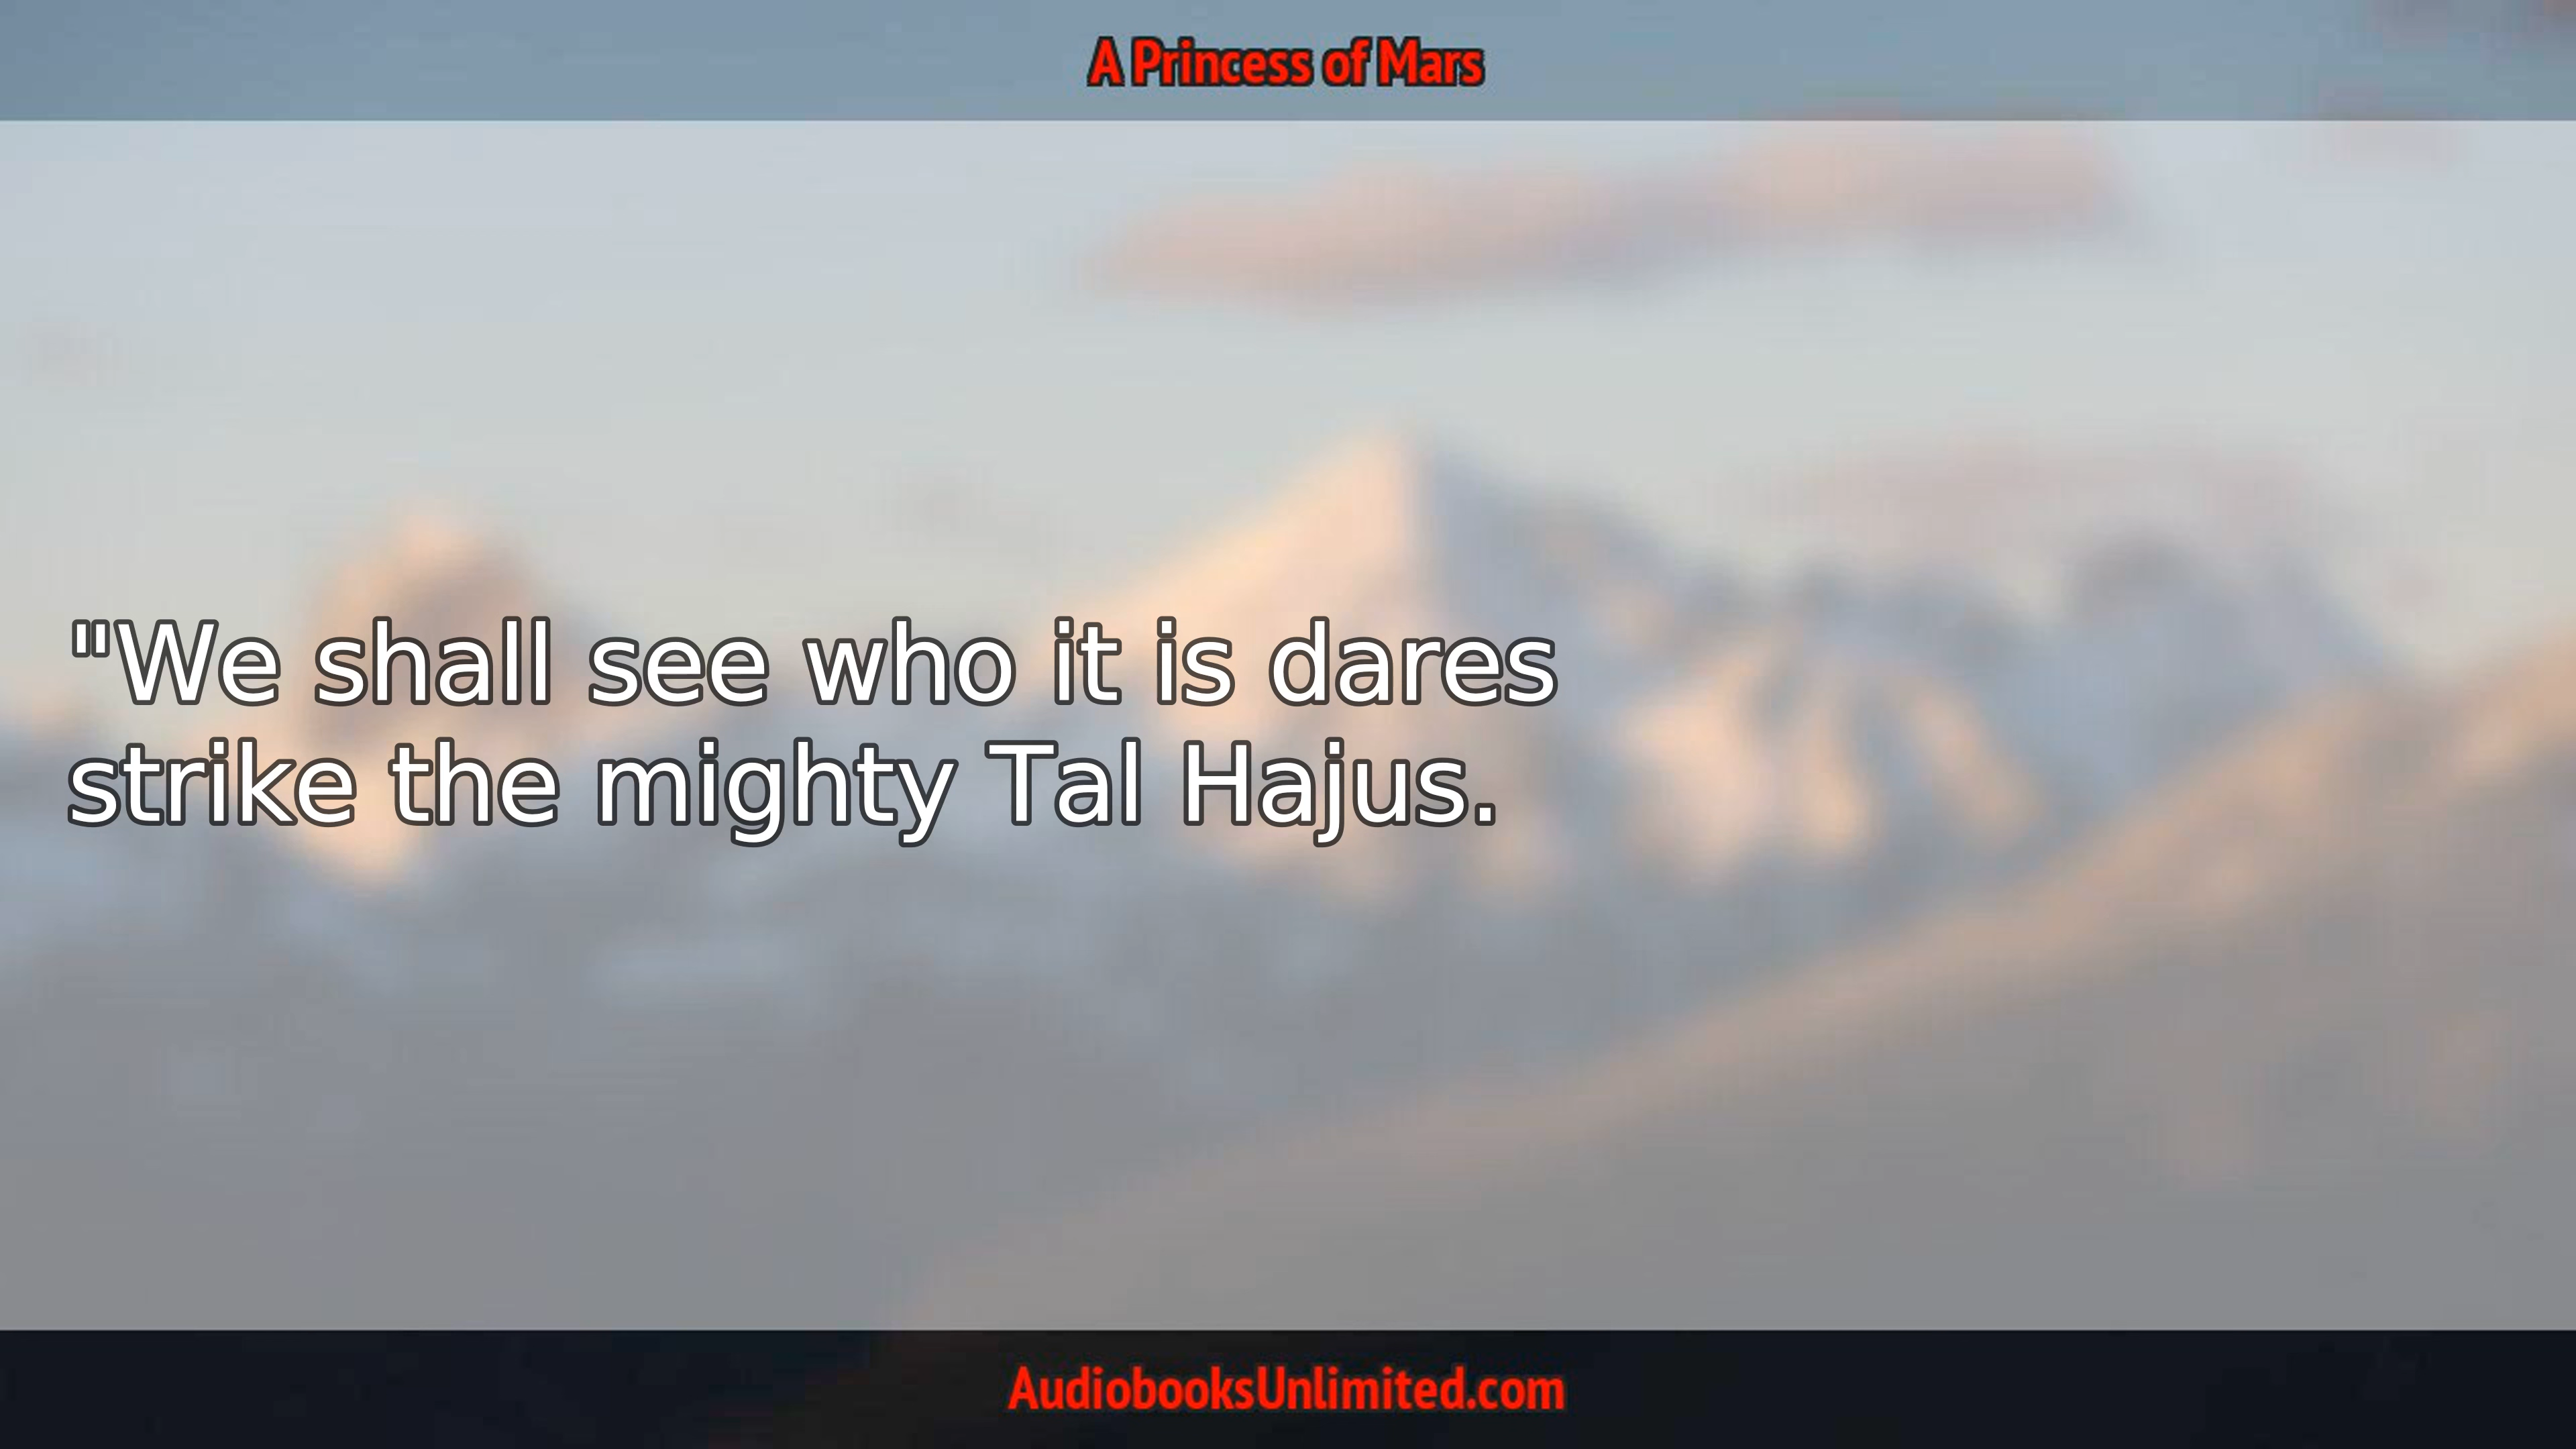 A Princess of Mars
"We shall see who it is dares
strike the mighty Tal Hajus.
AudiobooksUnlimited.com